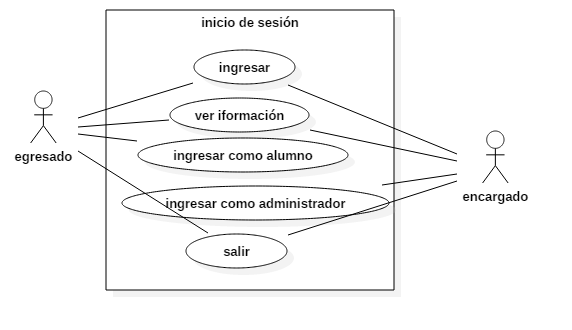 inicio de sesión
ingresar
ver iformación
ingresar como alumno
egresado
encargado
ingresar como administrador
salir